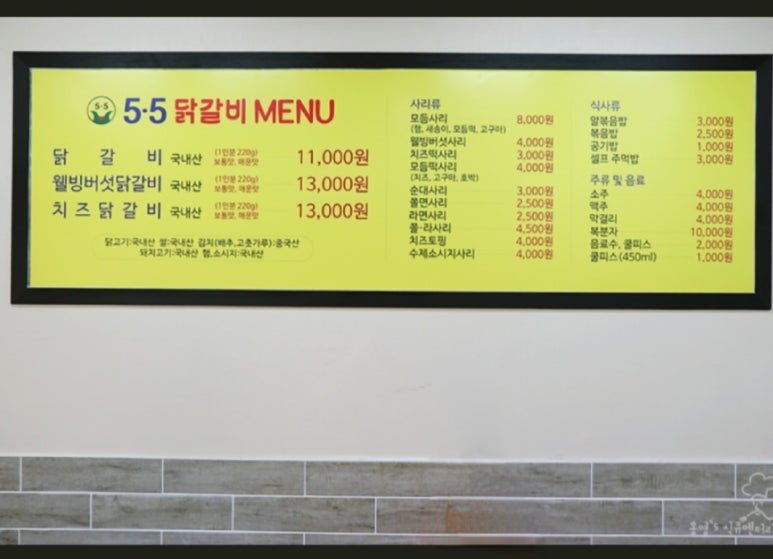 5·5 5·5 닭갈비 MENU
닭 갈 비 국내산 (1인분 220g) 보통맛, 매운맛 11,000원
웰빙버섯닭갈비 국내산 (1인분 220g) 보통맛, 매운맛 13,000원
치즈닭갈비 국내산 (1인분 220g) 보통맛, 매운맛 13,000원
닭고기:국내산 쌀:국내산 김치(배추,고춧가루):중국산
돼지고기:국내산 햄,소시지:국내산
사리류
모듬사리 8,000원
(햄, 새송이, 모듬떡, 고구마)
웰빙버섯사리 4,000원
치즈떡사리 3,000원
모듬떡사리 4,000원
(치즈, 고구마, 호박)
순대사리 3,000원
쫄면사리 2,500원
라면사리 2,500원
쫄·라사리 4,500원
치즈토핑 4,000원
수제소시지사리 4,000원
식사류
알볶음밥 3,000원
볶음밥 2,500원
공기밥 1,000원
셀프 주먹밥 3,000원
주류 및 음료
소주 4,000원
맥주 4,000원
막걸리 4,000원
복분자 10,000원
음료수, 쿨피스 2,000원
쿨피스(450ml) 1,000원